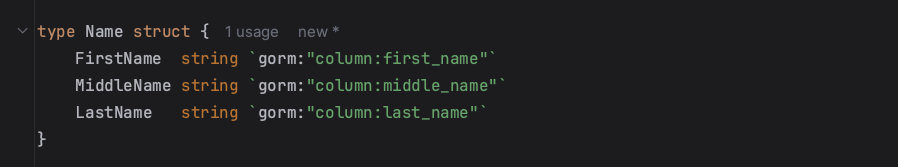 type Name struct { 1 usage new *
    FirstName  string `gorm:"column:first_name"`
    MiddleName string `gorm:"column:middle_name"`
    LastName   string `gorm:"column:last_name"`
}